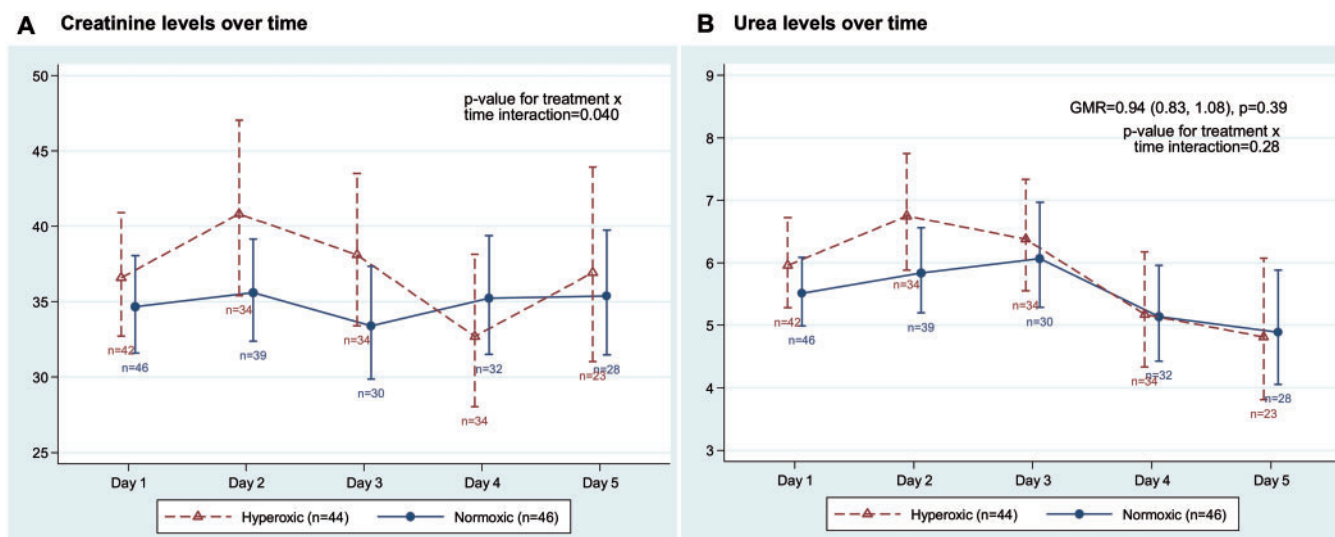 A Creatinine levels over time
50
45
40
35
30
25
p-value for treatment x
time interaction=0.040
n=42
n=46
n=34
n=39
n=34
n=30
n=32
n=34
n=23
n=28
Day 1 Day 2 Day 3 Day 4 Day 5
Hyperoxic (n=44) Normoxic (n=46)
B Urea levels over time
9
8
7
6
5
4
3
GMR=0.94 (0.83, 1.08), p=0.39
p-value for treatment x
time interaction=0.28
n=42
n=46
n=34
n=39
n=34
n=30
n=34
n=32
n=23
n=28
Day 1 Day 2 Day 3 Day 4 Day 5
Hyperoxic (n=44) Normoxic (n=46)